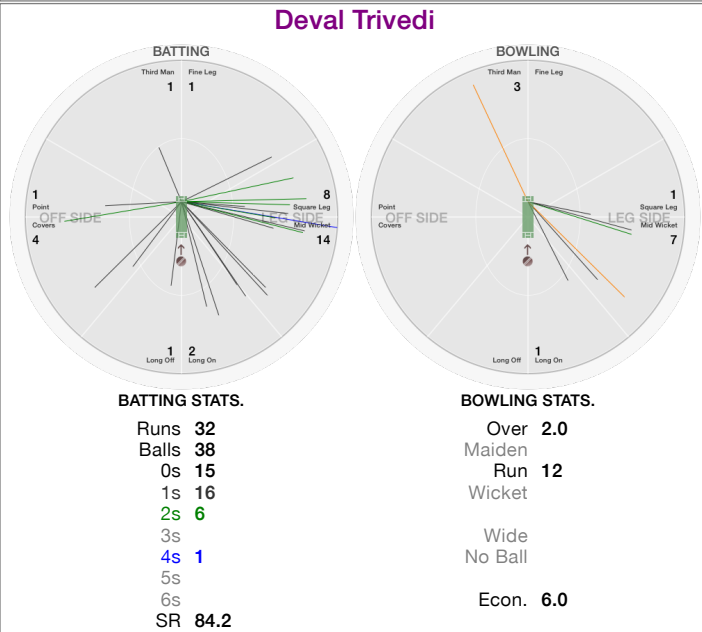 Deval Trivedi
BATTING
Third Man Fine Leg
1 1
1 8
Point Square Leg
OFF SIDE LEG SIDE
Covers Mid Wicket
4 14
1 2
Long Off Long On
BATTING STATS.
Runs 32
Balls 38
0s 15
1s 16
2s 6
3s
4s 1
5s
6s
SR 84.2
BOWLING
Third Man Fine Leg
3
1
Point Square Leg
OFF SIDE LEG SIDE
Covers Mid Wicket
7
1
Long Off Long On
BOWLING STATS.
Over 2.0
Maiden
Run 12
Wicket
Wide
No Ball
Econ. 6.0